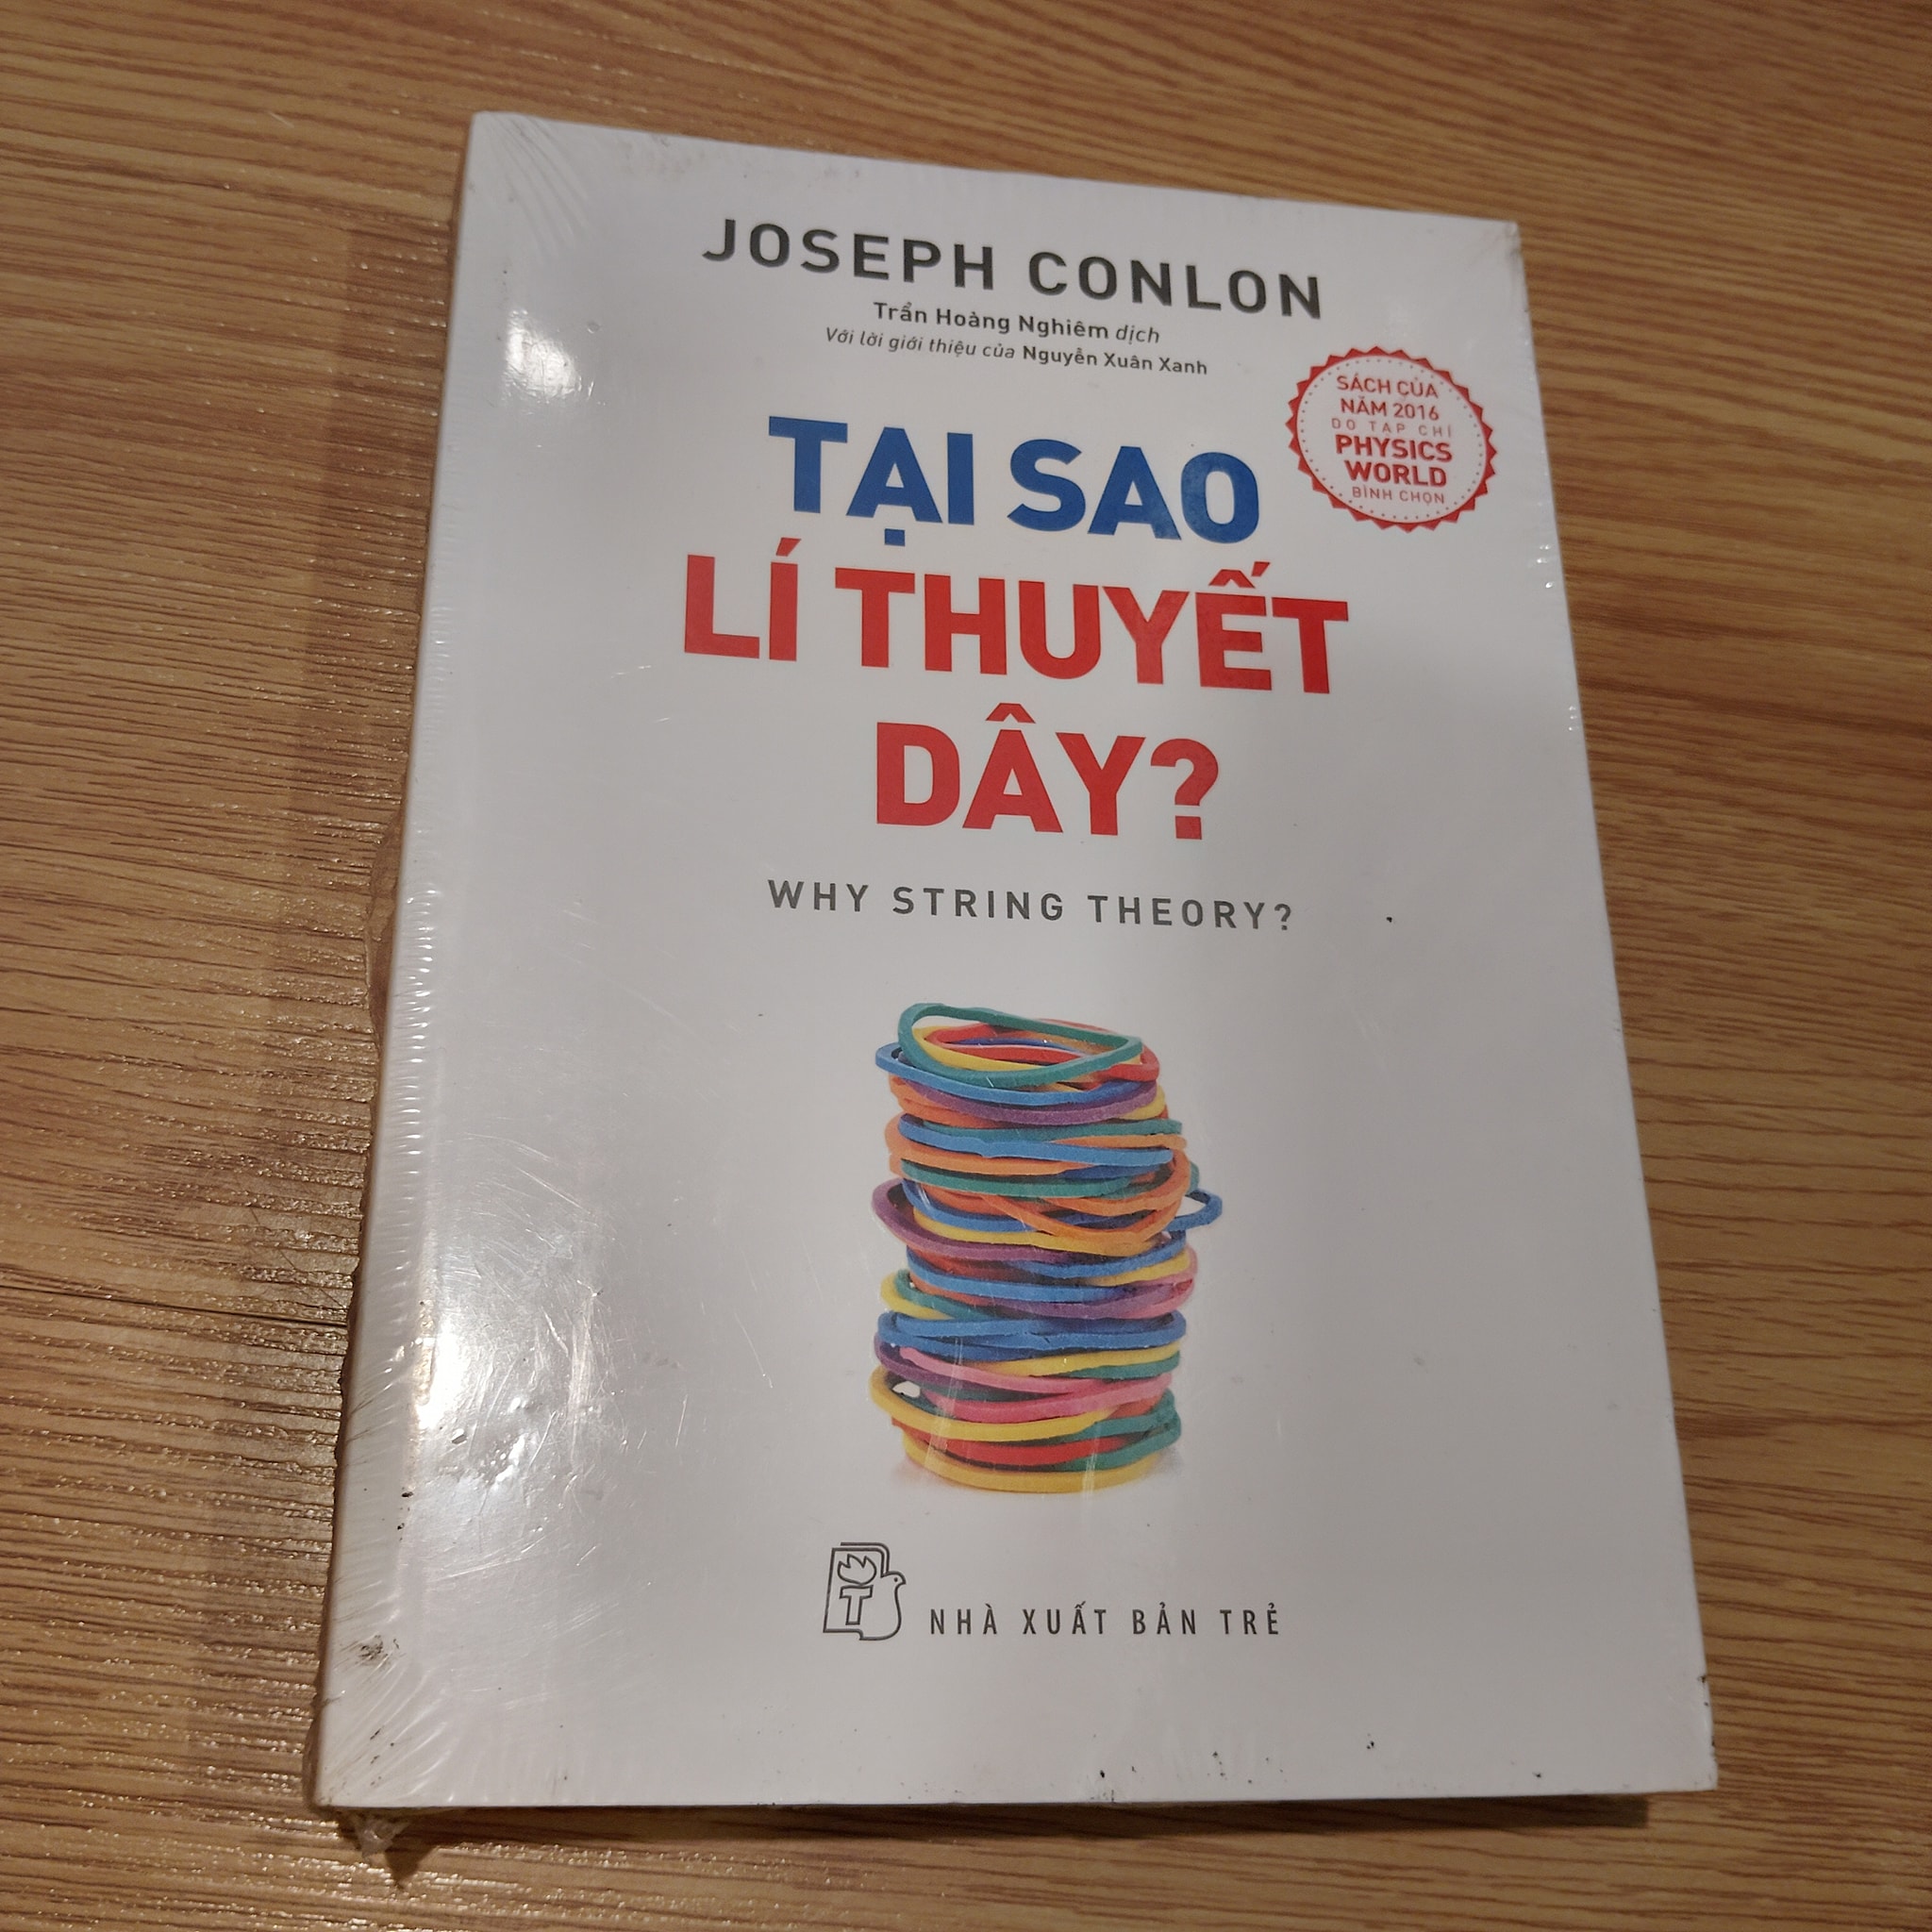 JOSEPH CONLON
Trần Hoàng Nghiêm dịch
Với lời giới thiệu của Nguyễn Xuân Xanh
SÁCH CỦA
NĂM 2016
DO TẠP CHÍ
PHYSICS
WORLD
BÌNH CHỌN
TẠI SAO
LÍ THUYẾT
DÂY?
WHY STRING THEORY?
T
NHÀ XUẤT BẢN TRẺ